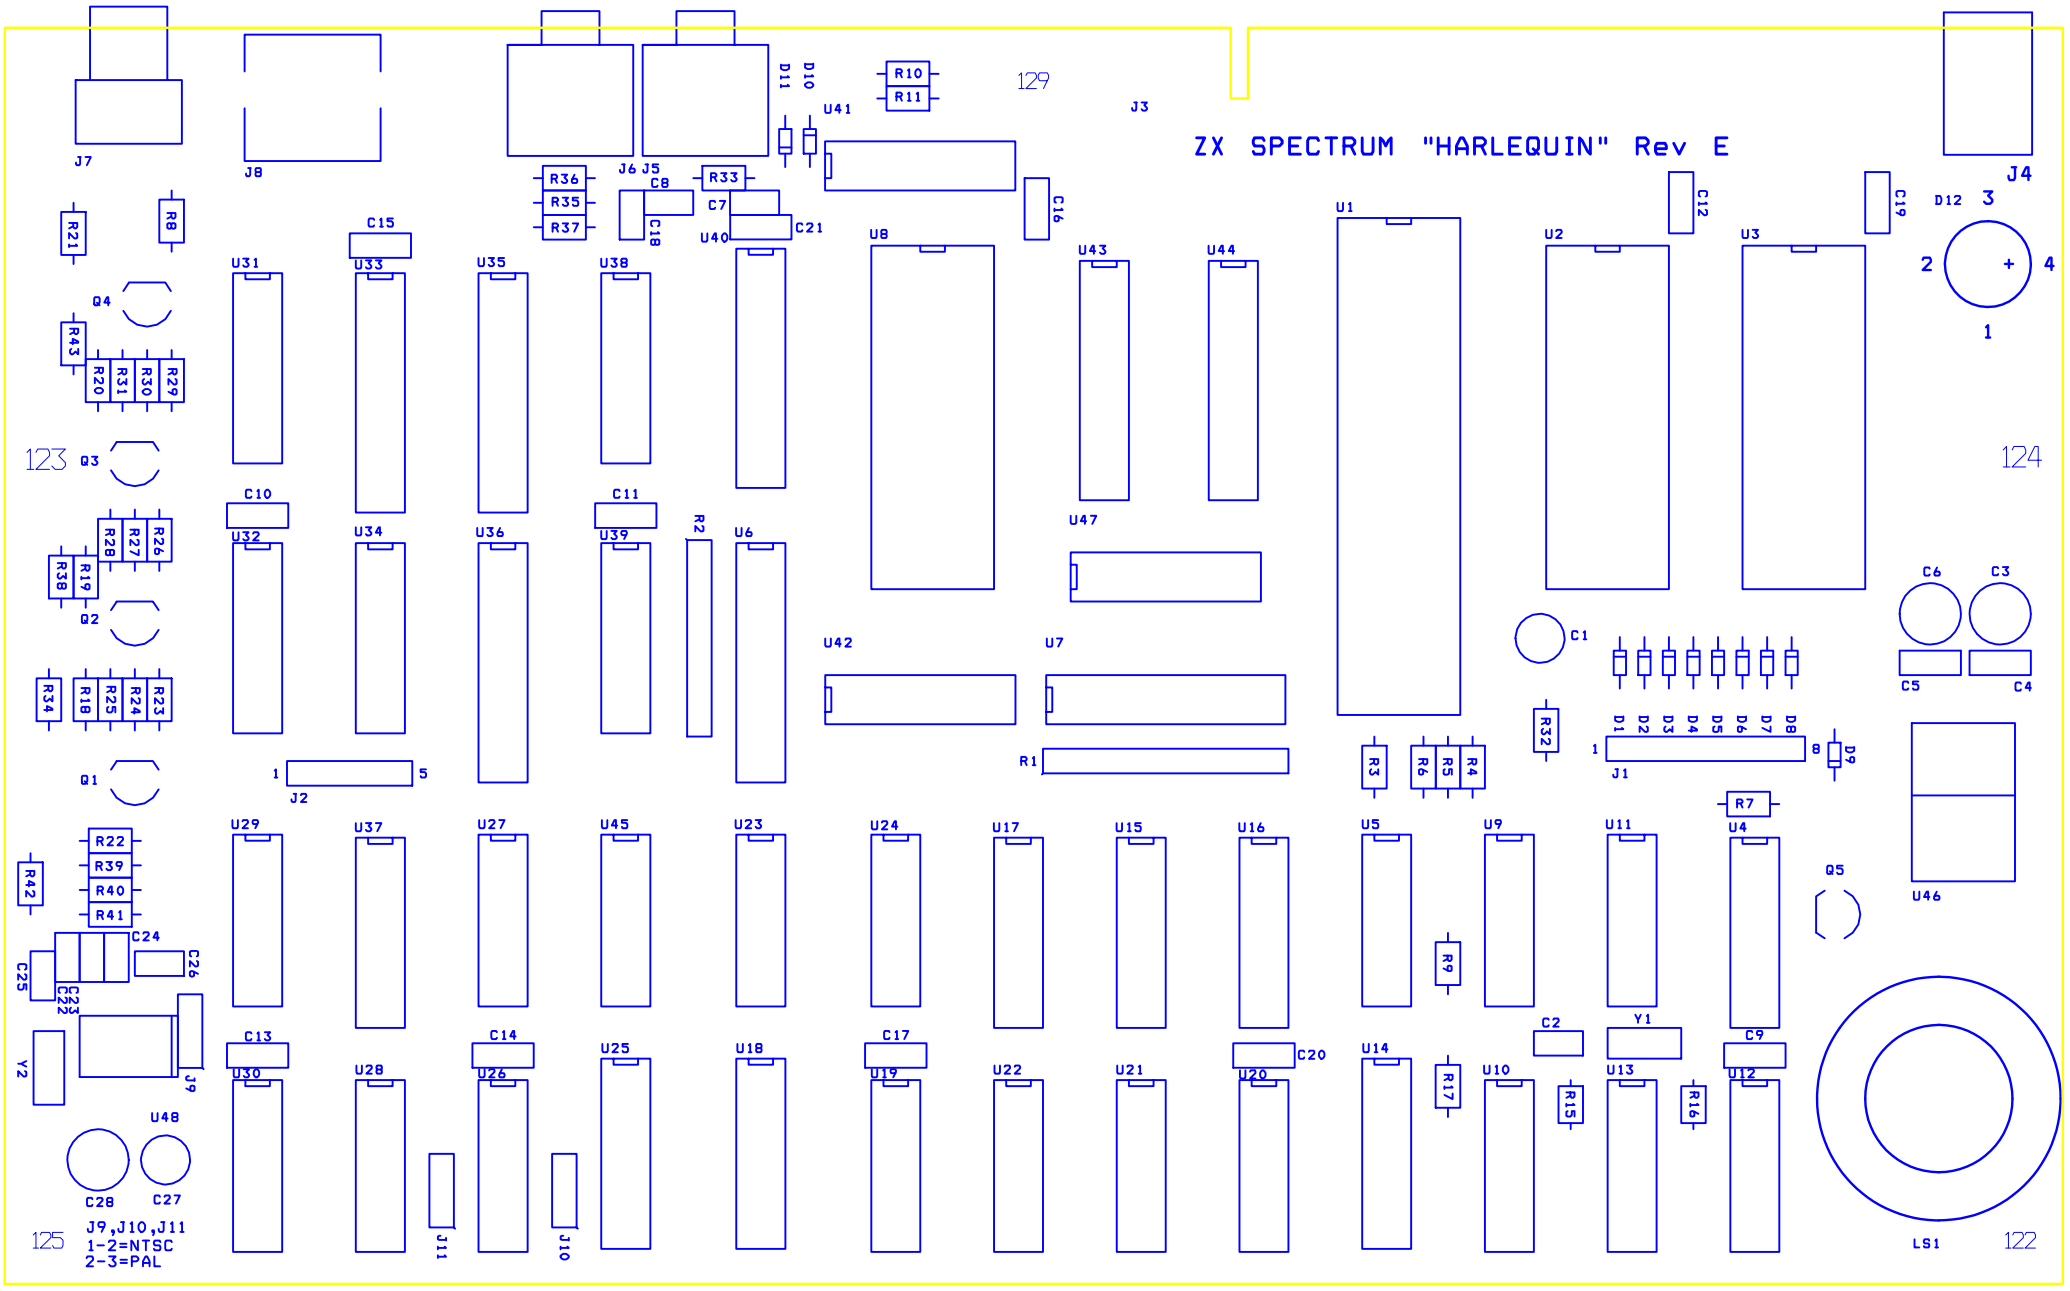 D11 D10 R10 129
R11 U41 J3
ZX SPECTRUM "HARLEQUIN" Rev E
J7 J8 J6 J5 J4
R36 C8 R33
R21 R8 R35 C7 C16 U1 C12 C19 D12 3
C15 R37 C18 U40 C21 U8 U43 U44 U2 U3
U31 U33 U35 U38 2 + 4
Q4
R43 1
R20 R31 R30 R29
123 Q3 124
C10 C11
R2 U47
U32 U34 U36 U39 U6
R28 R27 R26
R38 R19 C6 C3
Q2
U42 U7 C1
R34 R18 R25 R24 R23 C5 C4
D1 D2 D3 D4 D5 D6 D7 D8
R32 1 8 D9
R1 R3 R6 R5 R4
Q1 1 5 J1
J2 R7
U29 U37 U27 U45 U23 U24 U17 U15 U16 U5 U9 U11 U4
R22
R39
R42 R40 Q5 U46
R41
C24
C25 C26 R9
C22 C23
C13 C14 C17 C2 Y1 C9
U25 U18 U14 C20
Y2 J9 U30 U28 U26 U19 U22 U21 U20 U10 U13 U12
R17 R15 R16
U48
C28 C27
J9,J10,J11
125 1-2=NTSC J11 J10 LS1 122
2-3=PAL